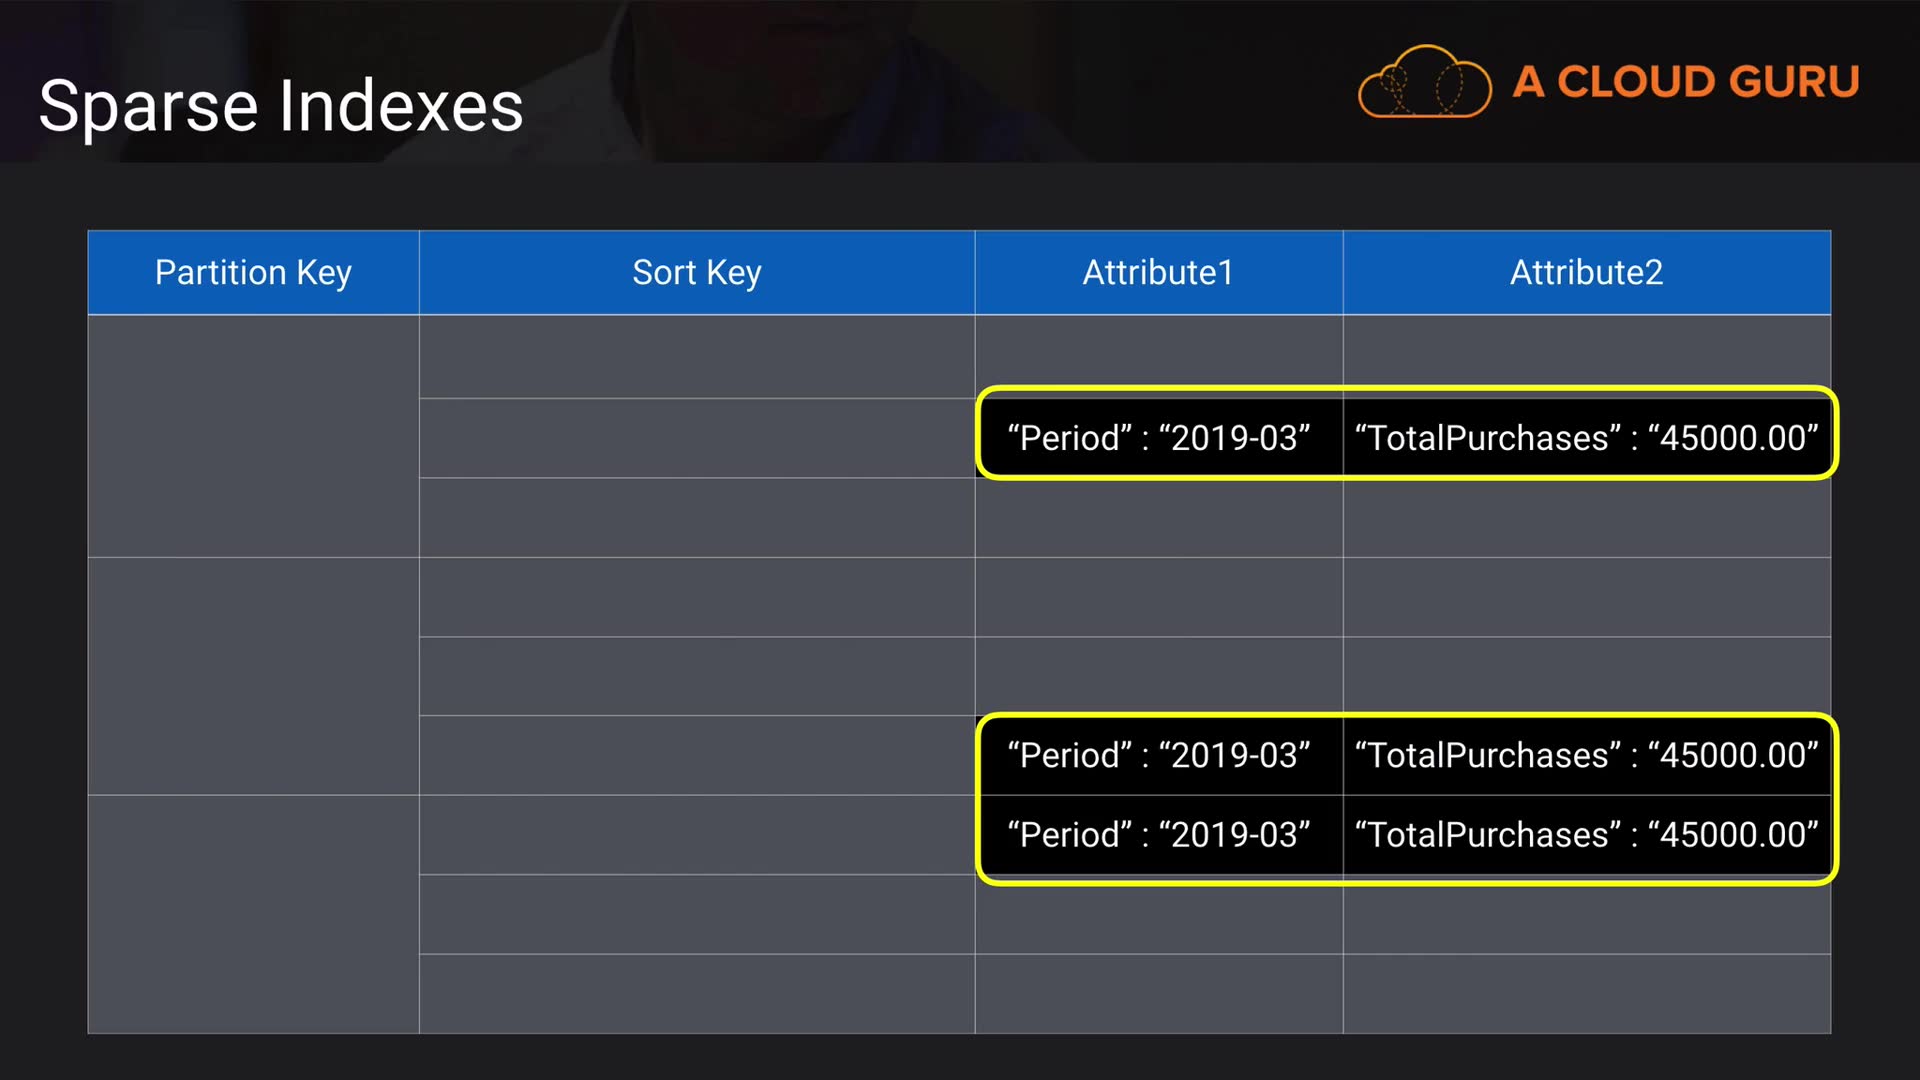 Sparse Indexes
A CLOUD GURU
Partition Key Sort Key Attribute1 Attribute2
“Period” : “2019-03” “TotalPurchases” : “45000.00”
“Period” : “2019-03” “TotalPurchases” : “45000.00”
“Period” : “2019-03” “TotalPurchases” : “45000.00”